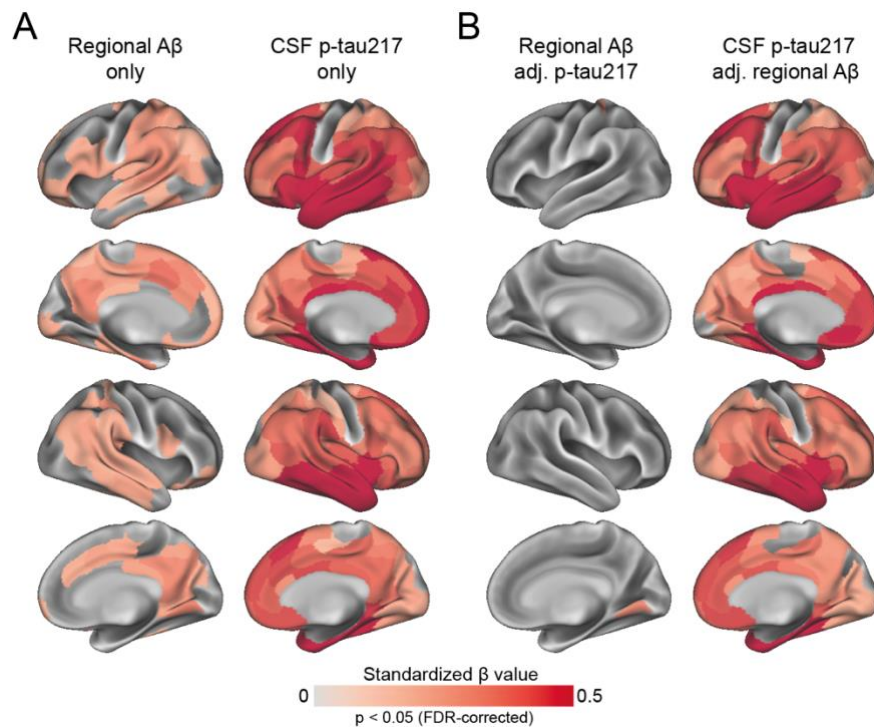 A
B
Regional Aβ
only
CSF p-tau217
only
Regional Aβ
adj. p-tau217
CSF p-tau217
adj. regional Aβ
Standardized β value
0
0.5
p < 0.05 (FDR-corrected)